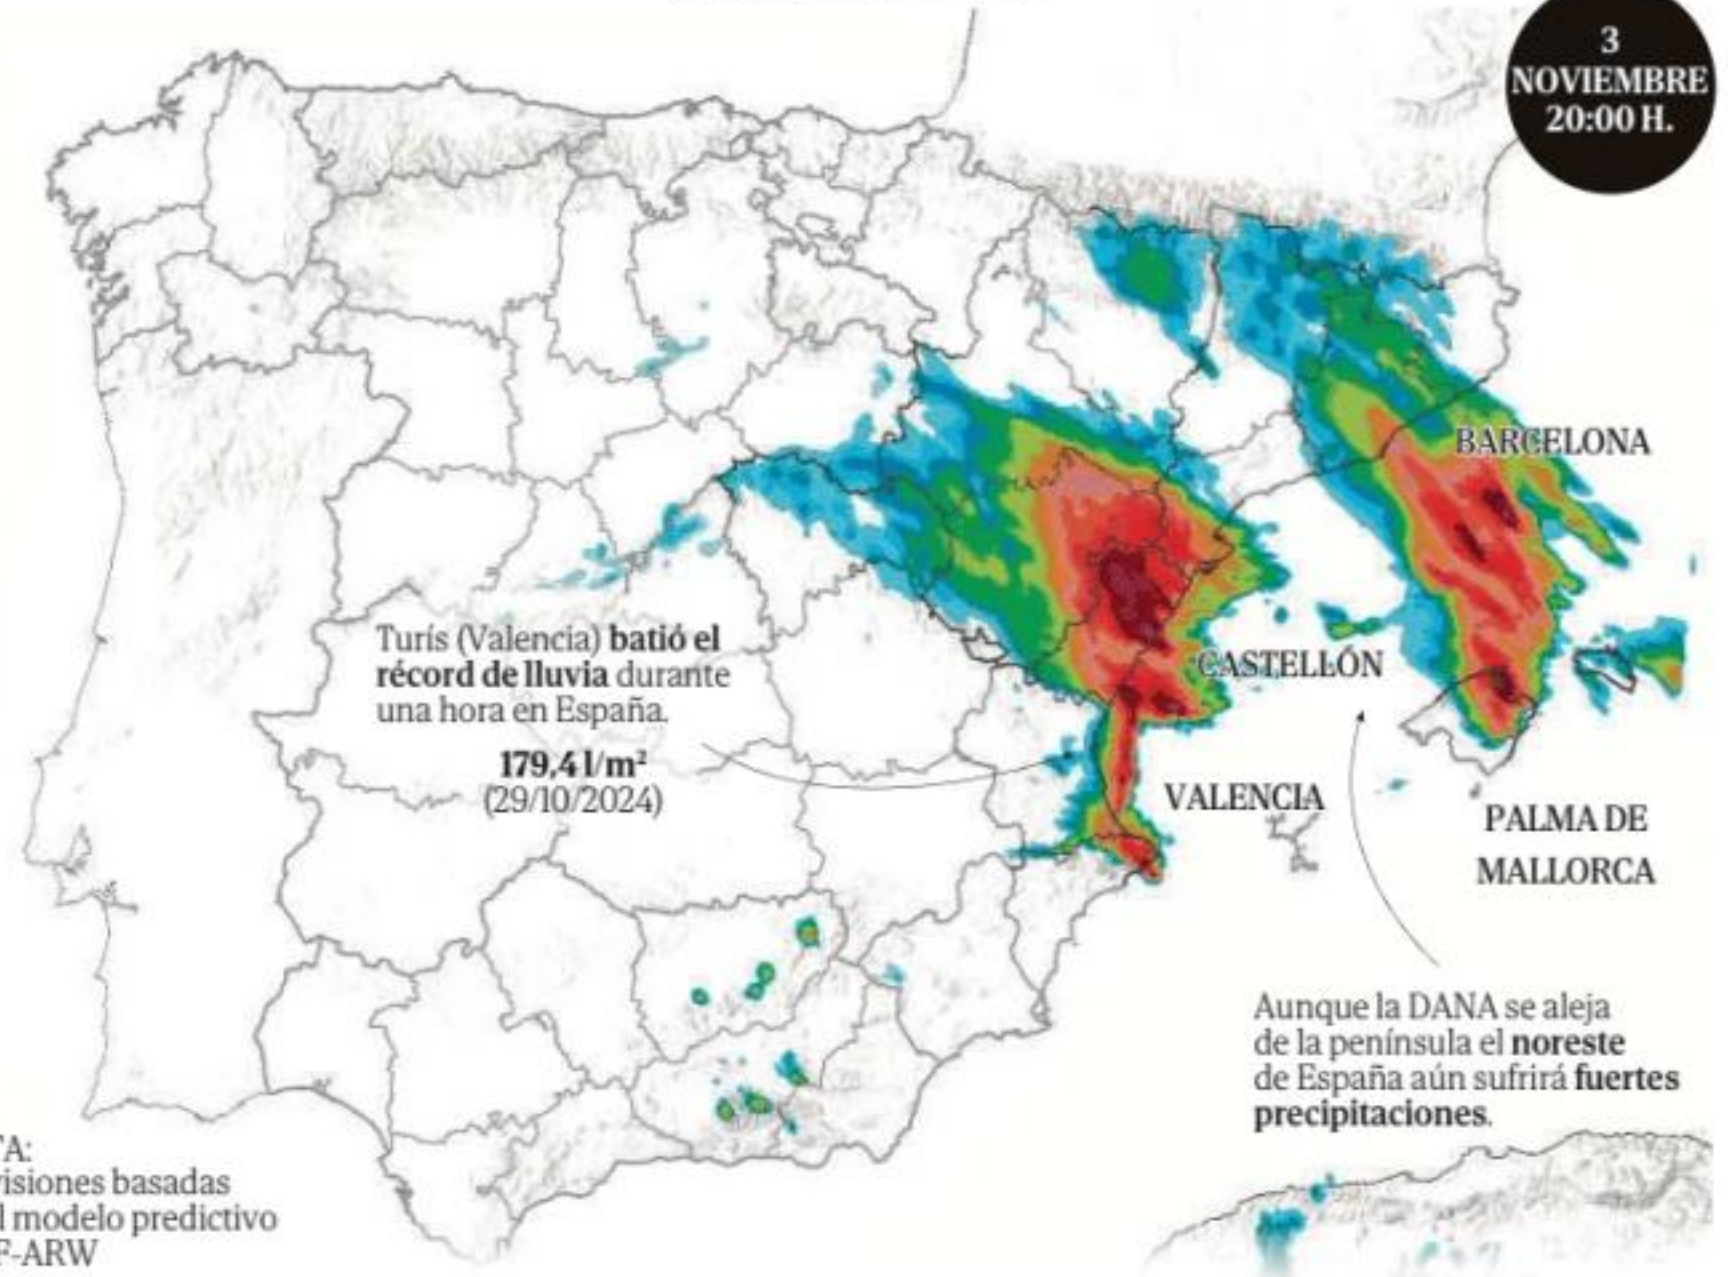 3
NOVIEMBRE
20:00 H.
BARCELONA
Turís (Valencia) batió el
récord de lluvia durante
una hora en España.
179,4 l/m²
(29/10/2024)
CASTELLÓN
VALENCIA
PALMA DE
MALLORCA
Aunque la DANA se aleja
de la península el noreste
de España aún sufrirá fuertes
precipitaciones.
TA:
visiones basadas
l modelo predictivo
F-ARW